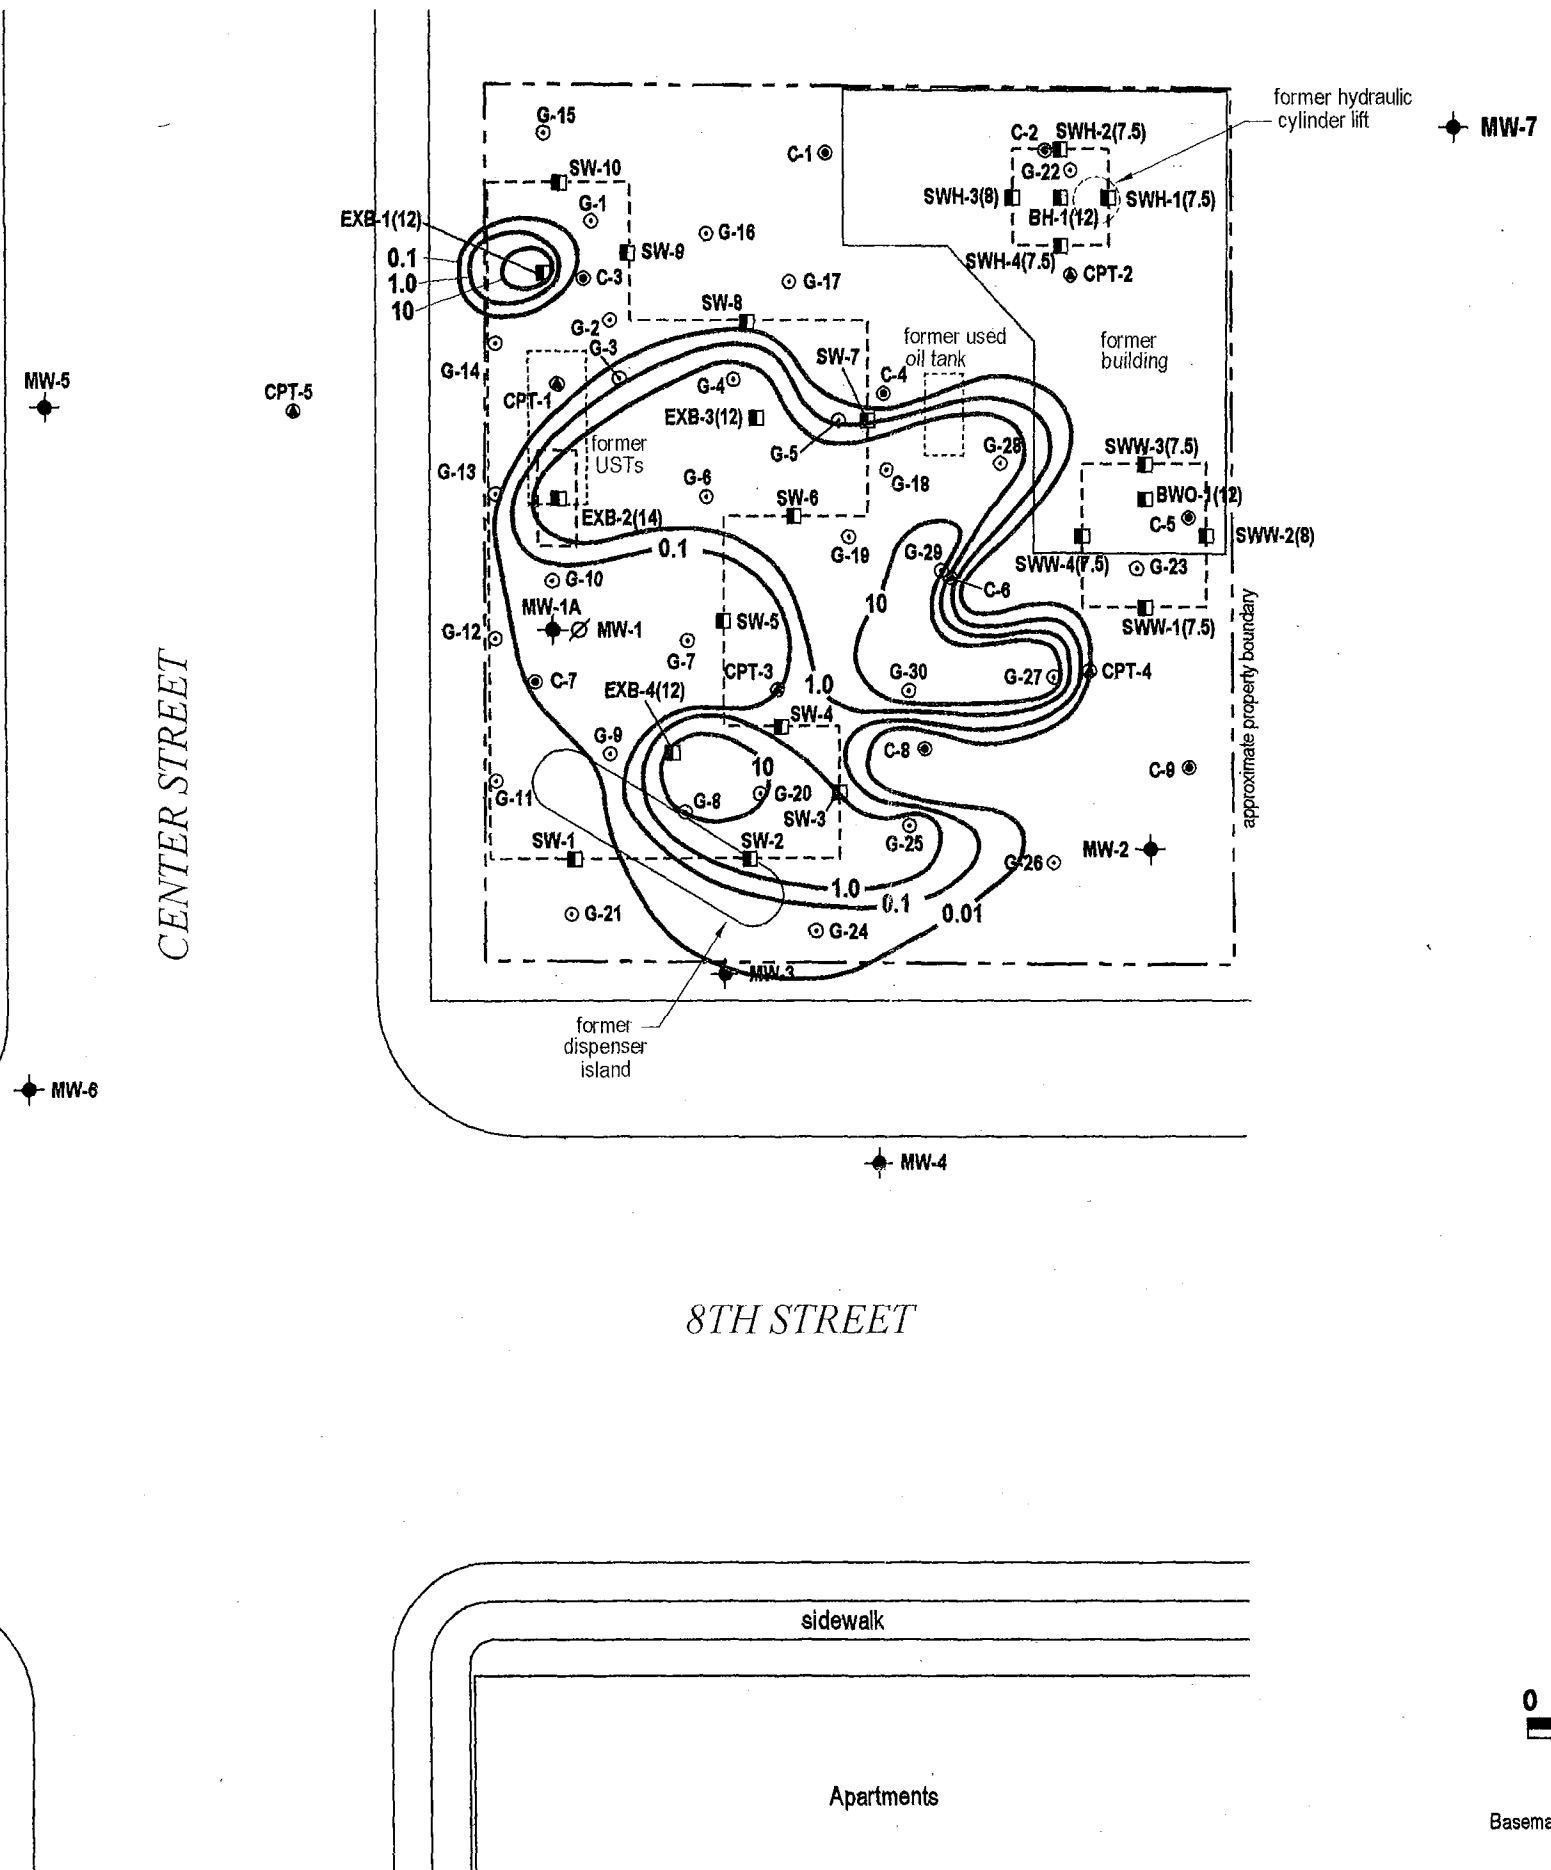 former hydraulic
cylinder lift
MW-7
G-15
C-1
C-2
SWH-2(7.5)
G-22
SW-10
SWH-3(8)
SWH-1(7.5)
BH-1(12)
EXB-1(12)
G-1
G-16
SW-9
SWH-4(7.5)
CPT-2
0.1
1.0
10
C-3
G-17
SW-8
G-2
G-3
former used
oil tank
former
building
G-14
SW-7
C-4
MW-5
CPT-5
CPT-1
G-4
EXB-3(12)
former
USTs
G-5
G-28
SWW-3(7.5)
G-13
G-6
G-18
BWO-1(12)
SW-6
C-5
EXB-2(14)
SWW-2(8)
0.1
G-19
G-29
SWW-4(7.5)
G-23
G-10
C-6
10
MW-1A
MW-1
G-12
SW-5
SWW-1(7.5)
approximate property boundary
G-7
CPT-3
C-7
1.0
G-30
G-27
CPT-4
EXB-4(12)
SW-4
CENTER STREET
G-9
C-8
10
C-9
G-11
G-8
G-20
SW-3
SW-1
SW-2
G-25
MW-2
G-26
1.0
0.1
0.01
G-21
G-24
MW-3
former
dispenser
island
MW-6
MW-4
8TH STREET
sidewalk
0
Apartments
Basema